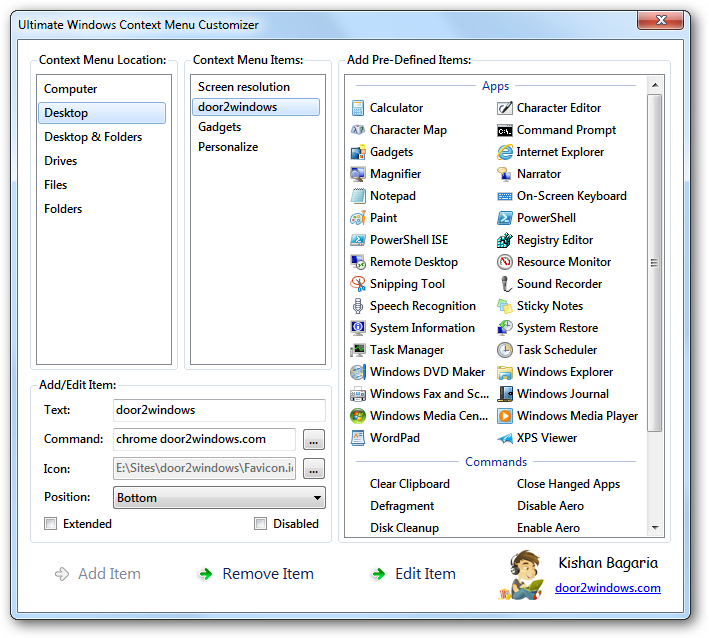 Ultimate Windows Context Menu Customizer
Context Menu Location:
Computer
Desktop
Desktop & Folders
Drives
Files
Folders
Context Menu Items:
Screen resolution
door2windows
Gadgets
Personalize
Add Pre-Defined Items:
Apps
Calculator
Character Editor
Character Map
Command Prompt
Gadgets
Internet Explorer
Magnifier
Narrator
Notepad
On-Screen Keyboard
Paint
PowerShell
PowerShell ISE
Registry Editor
Remote Desktop
Resource Monitor
Snipping Tool
Sound Recorder
Speech Recognition
Sticky Notes
System Information
System Restore
Task Manager
Task Scheduler
Windows DVD Maker
Windows Explorer
Windows Fax and Sc...
Windows Journal
Windows Media Cen...
Windows Media Player
WordPad
XPS Viewer
Commands
Clear Clipboard
Close Hanged Apps
Defragment
Disable Aero
Disk Cleanup
Enable Aero
Add/Edit Item:
Text:
door2windows
Command:
chrome door2windows.com
...
Icon:
E:\Sites\door2windows\Favicon.ic
...
Position:
Bottom
Extended
Disabled
Add Item
Remove Item
Edit Item
Kishan Bagaria
door2windows.com